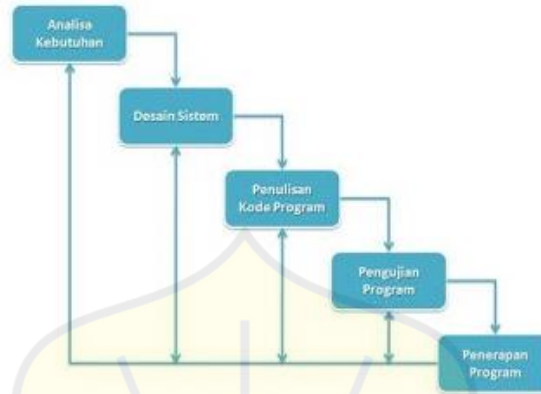 Analisa
Kebutuhan
Desain Sistem
Penulisan
Kode Program
Pengujian
Program
Penerapan
Program